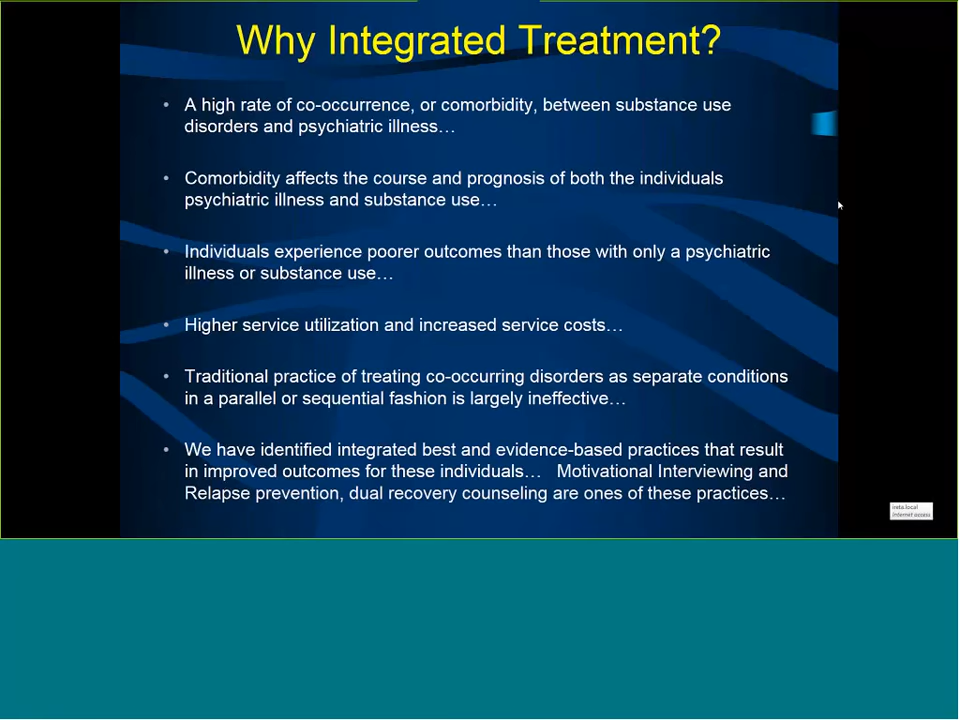 Why Integrated Treatment?
• A high rate of co-occurrence, or comorbidity, between substance use
disorders and psychiatric illness…
• Comorbidity affects the course and prognosis of both the individuals
psychiatric illness and substance use…
• Individuals experience poorer outcomes than those with only a psychiatric
illness or substance use…
• Higher service utilization and increased service costs…
• Traditional practice of treating co-occurring disorders as separate conditions
in a parallel or sequential fashion is largely ineffective…
• We have identified integrated best and evidence-based practices that result
in improved outcomes for these individuals… Motivational Interviewing and
Relapse prevention, dual recovery counseling are ones of these practices…
Internet access